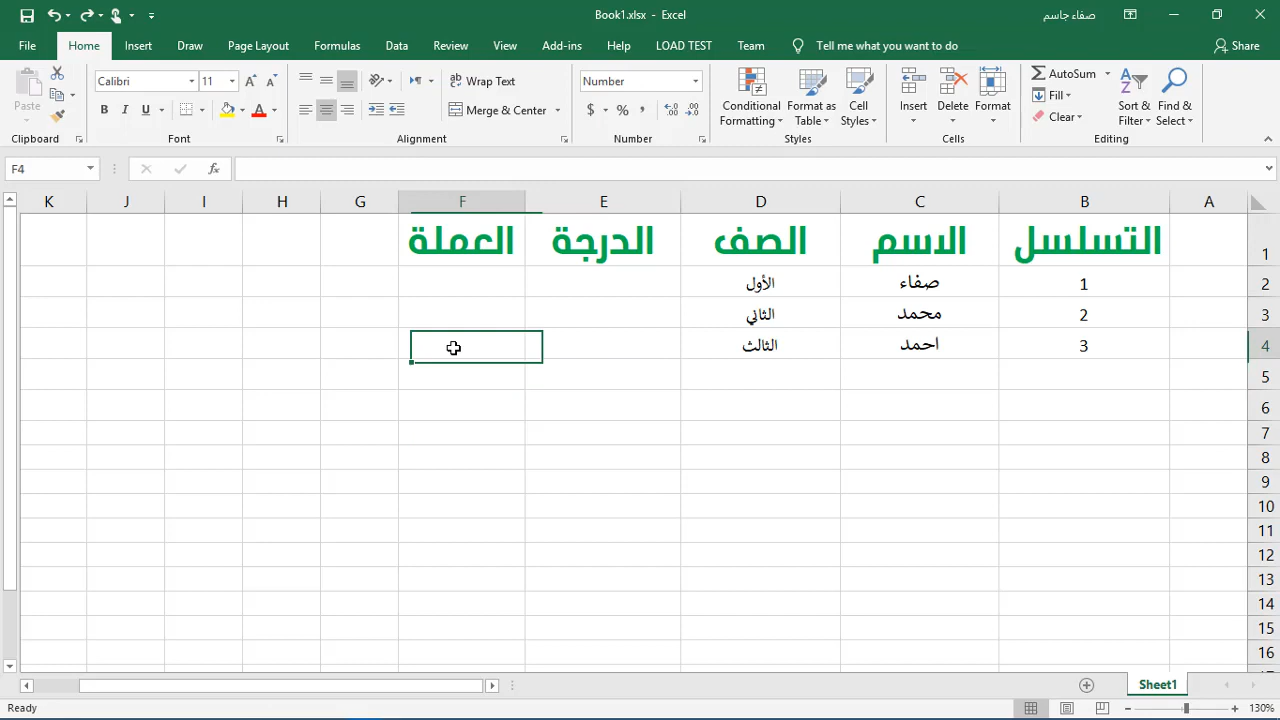 Book1.xlsx - Excel
صفاء جاسم
File Home Insert Draw Page Layout Formulas Data Review View Add-ins Help LOAD TEST Team Tell me what you want to do Share
Paste
Clipboard
Calibri 11
B I U A
Font
Wrap Text
Merge & Center
Alignment
Number
$ % ,
Number
Conditional Formatting
Format as Table
Cell Styles
Styles
Insert Delete Format
Cells
AutoSum
Fill
Clear
Sort & Filter
Find & Select
Editing
F4 fx
K J I H G F E D C B A
التسلسل الاسم الصف الدرجة العملة 1
1 صفاء الأول 2
2 محمد الثاني 3
3 احمد الثالث 4
5
6
7
8
9
10
11
12
13
14
15
16
Sheet1
Ready 130%